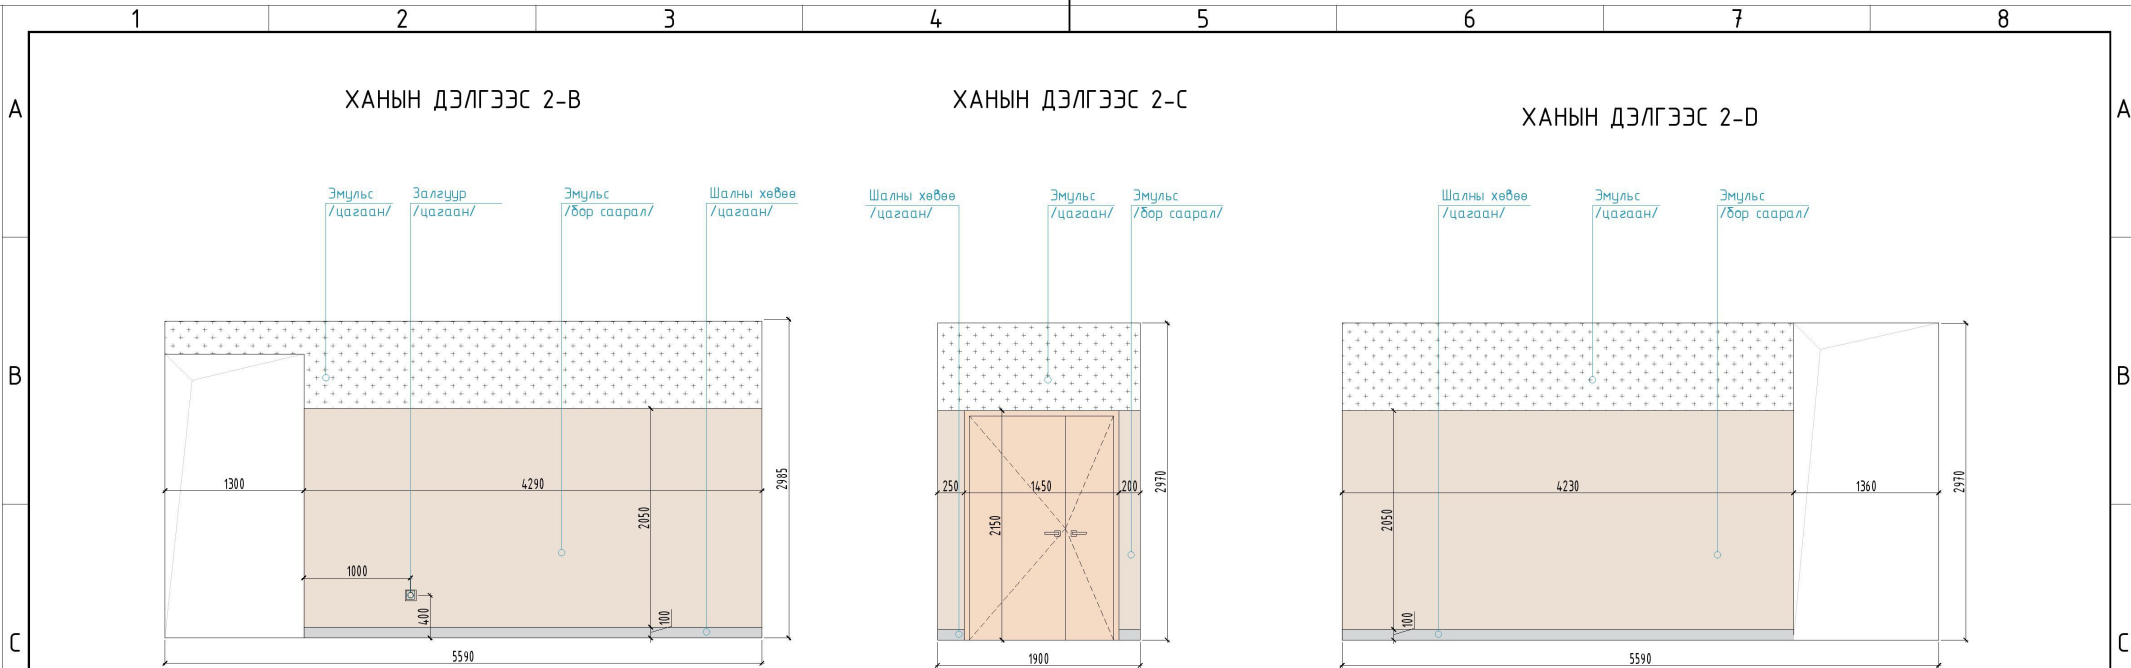 1 2 3 4 5 6 7 8
A A
ХАНЫН ДЭЛГЭЭС 2-B
ХАНЫН ДЭЛГЭЭС 2-C
ХАНЫН ДЭЛГЭЭС 2-D
Эмульс
/цагаан/
Залгуур
/цагаан/
Эмульс
/бор саарал/
Шалны хөвөө
/цагаан/
Шалны хөвөө
/цагаан/
Эмульс
/цагаан/
Эмульс
/бор саарал/
Шалны хөвөө
/цагаан/
Эмульс
/цагаан/
Эмульс
/бор саарал/
B B
1300
4290
2985
2050
1000
400
100
5590
250
1450
200
2970
2150
1900
4230
1360
2970
2050
100
5590
C C